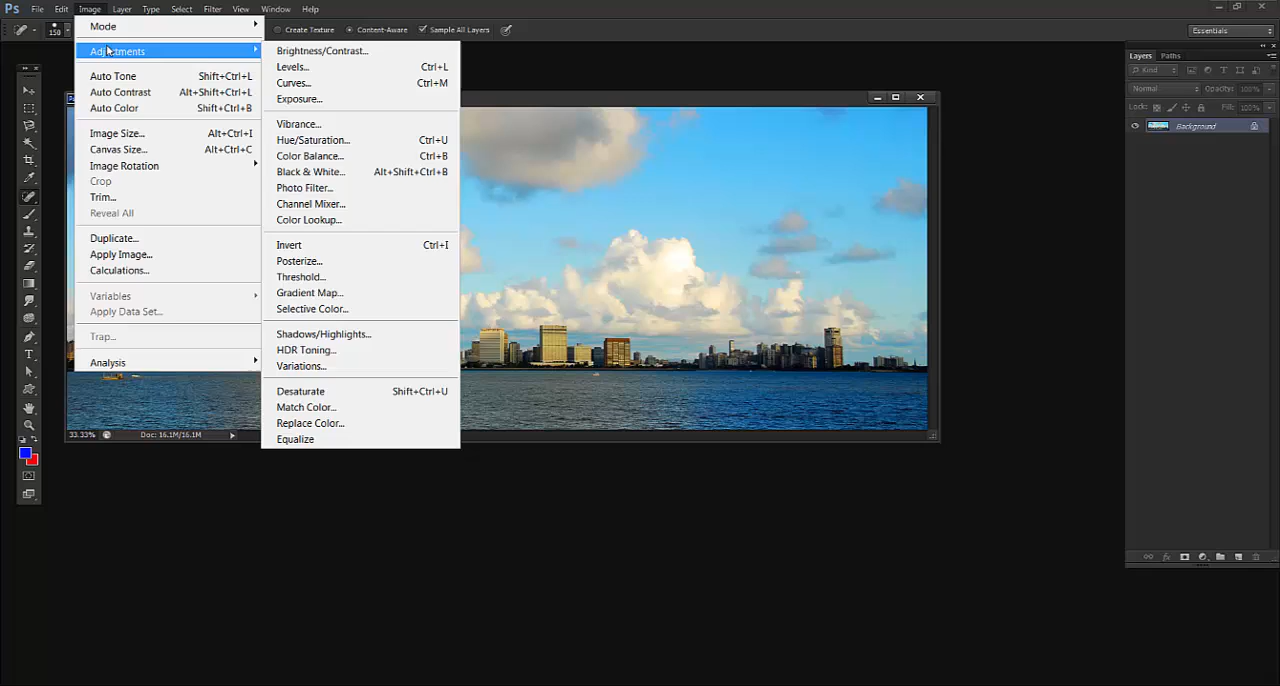 Ps File Edit Image Layer Type Select Filter View Window Help
150 Create Texture Content-Aware Sample All Layers Essentials
Mode
Adjustments
Auto Tone Shift+Ctrl+L
Auto Contrast Alt+Shift+Ctrl+L
Auto Color Shift+Ctrl+B
Image Size... Alt+Ctrl+I
Canvas Size... Alt+Ctrl+C
Image Rotation
Crop
Trim...
Reveal All
Duplicate...
Apply Image...
Calculations...
Variables
Apply Data Set...
Trap...
Analysis
Brightness/Contrast...
Levels... Ctrl+L
Curves... Ctrl+M
Exposure...
Vibrance...
Hue/Saturation... Ctrl+U
Color Balance... Ctrl+B
Black & White... Alt+Shift+Ctrl+B
Photo Filter...
Channel Mixer...
Color Lookup...
Invert Ctrl+I
Posterize...
Threshold...
Gradient Map...
Selective Color...
Shadows/Highlights...
HDR Toning...
Variations...
Desaturate Shift+Ctrl+U
Match Color...
Replace Color...
Equalize
33.33% Doc: 16.1M/16.1M
Layers Paths
Kind
Normal Opacity: 100%
Lock: Fill: 100%
Background